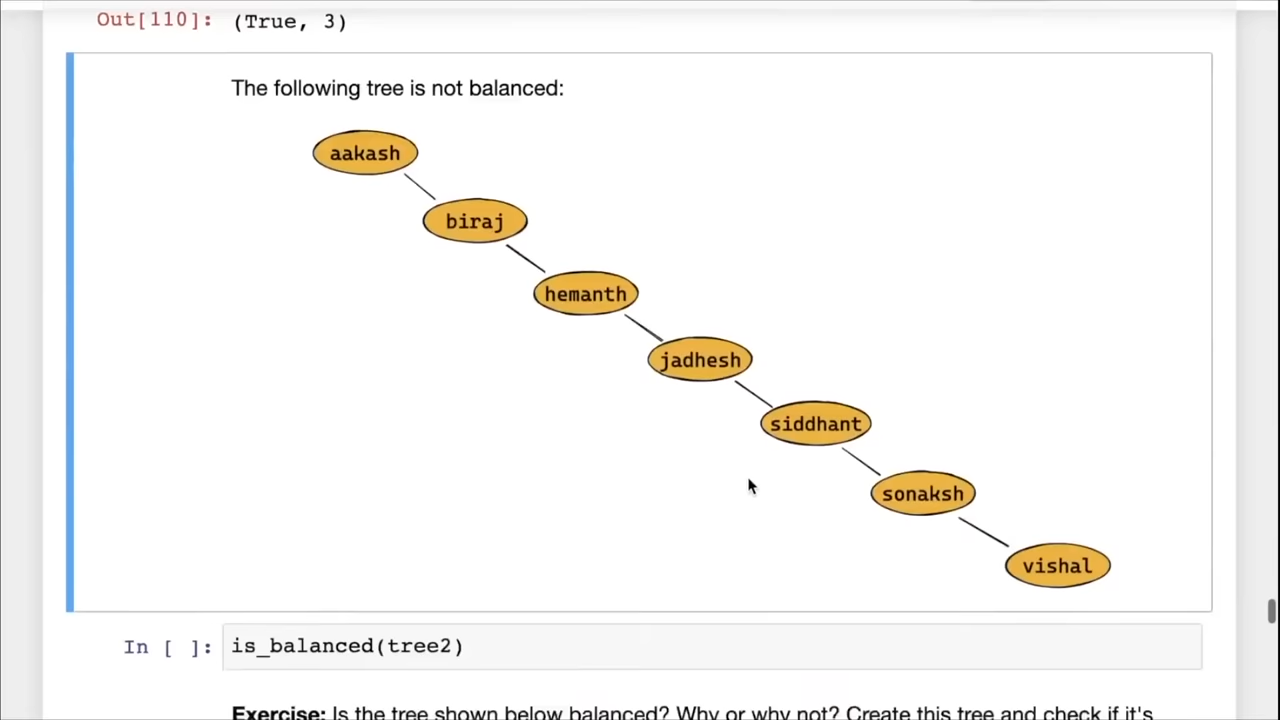 Out[110]: (True, 3)
The following tree is not balanced:
aakash
biraj
hemanth
jadhesh
siddhant
sonaksh
vishal
In [ ]: is_balanced(tree2)
Exercise: Is the tree shown below balanced? Why or why not? Create this tree and check if it's